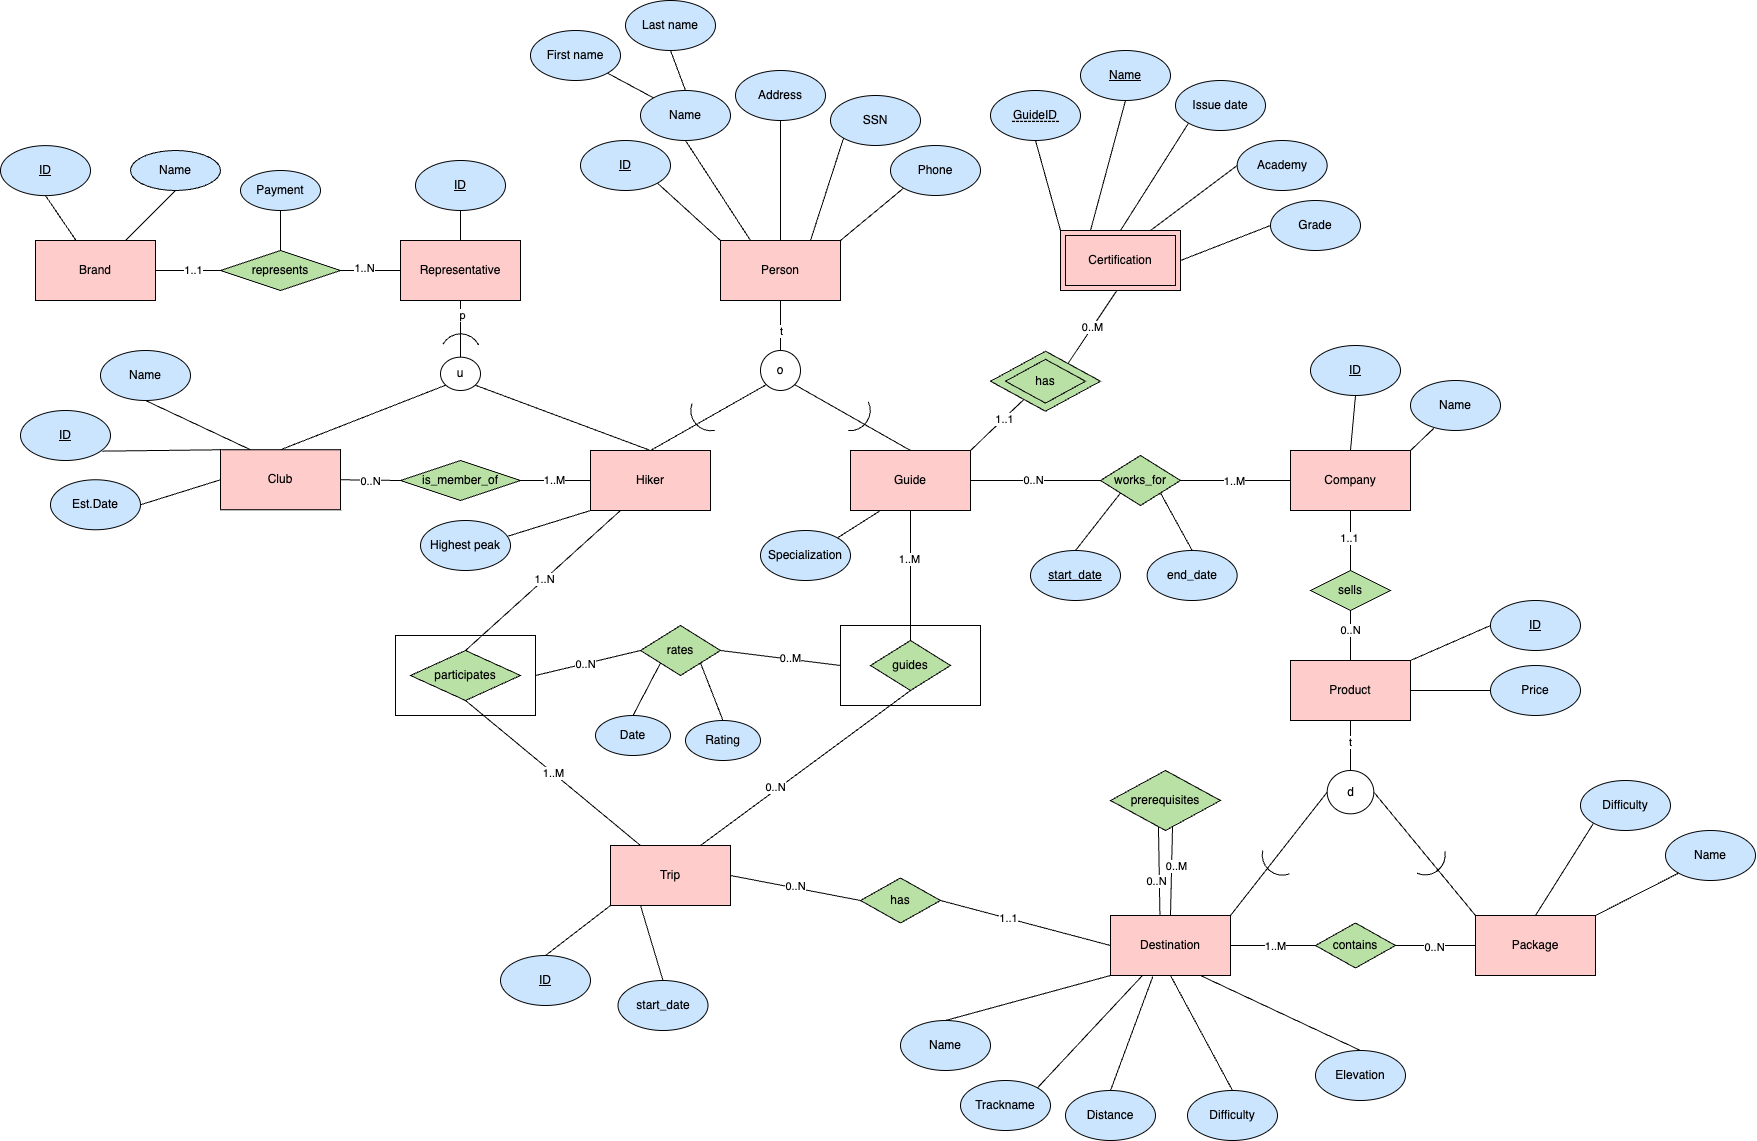 Last name
First name
Address
Name
SSN
Name
Issue date
GuideID
Academy
Grade
ID
Name
Payment
ID
ID
Phone
Brand
1..1
represents
1..N
Representative
Person
Certification
p
t
0..M
u
o
has
1..1
Name
ID
Est.Date
Club
0..N
is_member_of
1..M
Hiker
Highest peak
Guide
Specialization
0..N
works_for
1..M
Company
ID
Name
start_date
end_date
1..1
sells
0..N
ID
Product
Price
t
d
1..N
1..M
participates
0..N
rates
0..M
guides
Date
Rating
1..M
0..N
prerequisites
0..N
0..M
Difficulty
Name
Trip
0..N
has
1..1
Destination
1..M
contains
0..N
Package
ID
start_date
Name
Trackname
Distance
Difficulty
Elevation